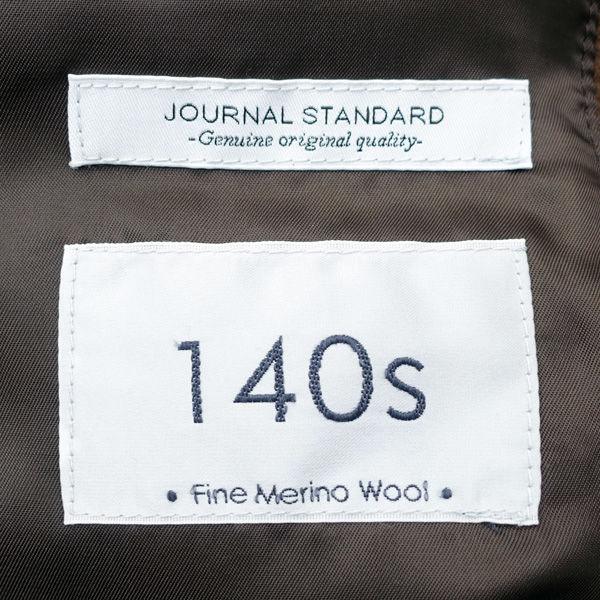 JOURNAL STANDARD
-Genuine original quality-
140s
• Fine Merino Wool •